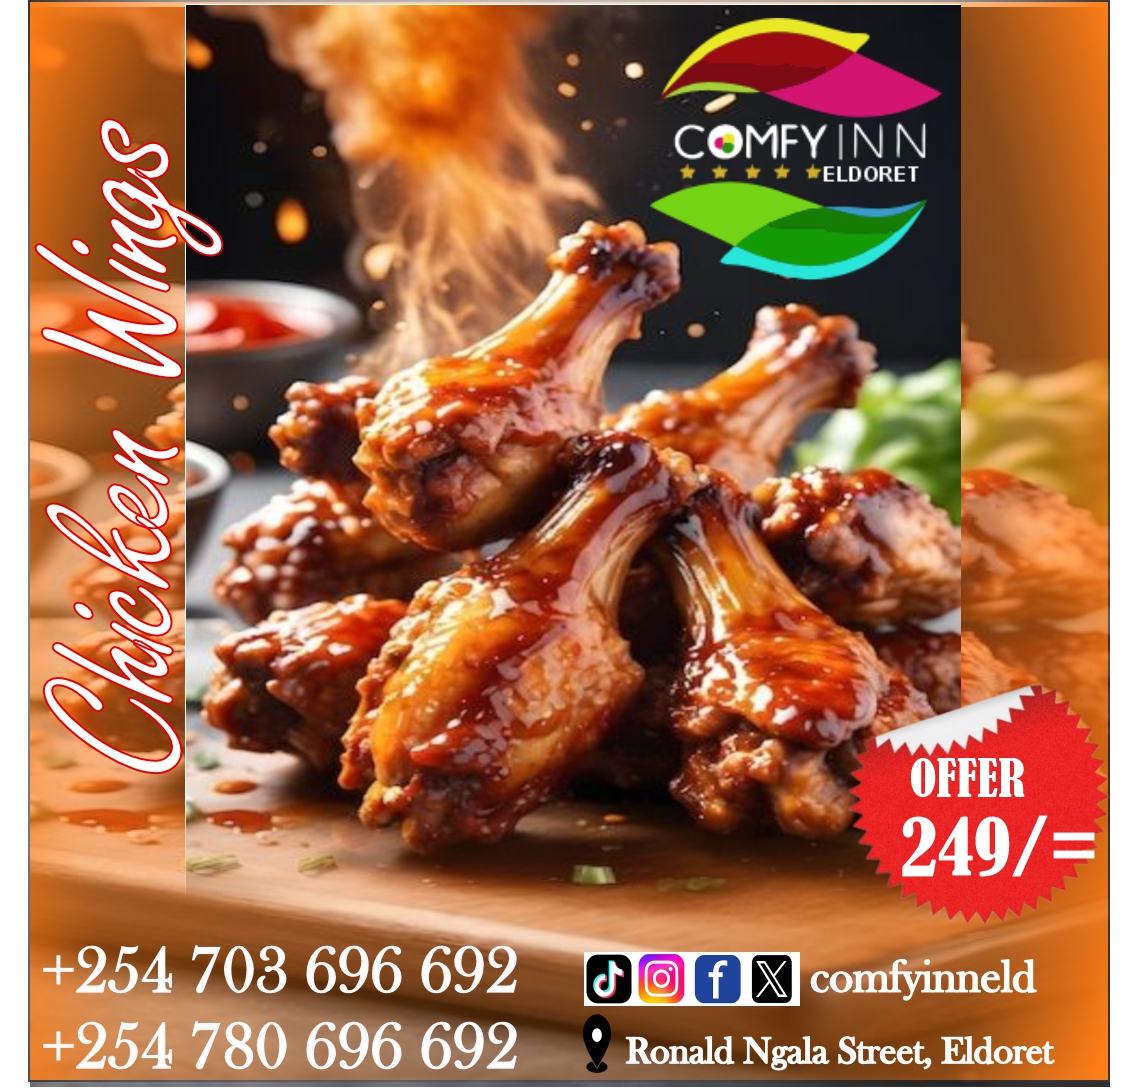 COMFY INN
ELDORET
Chicken Wings
OFFER
249/=
+254 703 696 692
+254 780 696 692
comfyinneld
Ronald Ngala Street, Eldoret